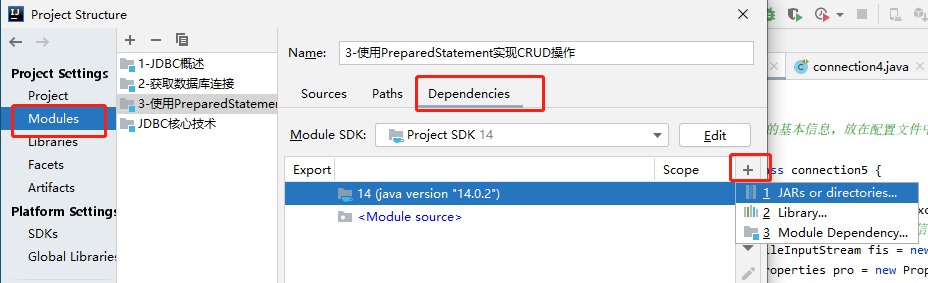 Project Structure
Project Settings
Project
Modules
Libraries
Facets
Artifacts
Platform Settings
SDKs
Global Libraries
1-JDBC概述
2-获取数据库连接
3-使用PreparedStatemen
JDBC核心技术
Name: 3-使用PreparedStatement实现CRUD操作
Sources Paths Dependencies
Module SDK: Project SDK 14 Edit
Export Scope
14 (java version "14.0.2")
<Module source>
1 JARs or directories...
2 Library...
3 Module Dependency...
connection4.java
的基本信息，放在配置文件中
ass connection5 {
xc
信
leInputStream fis = new
roperties pro = new Prop